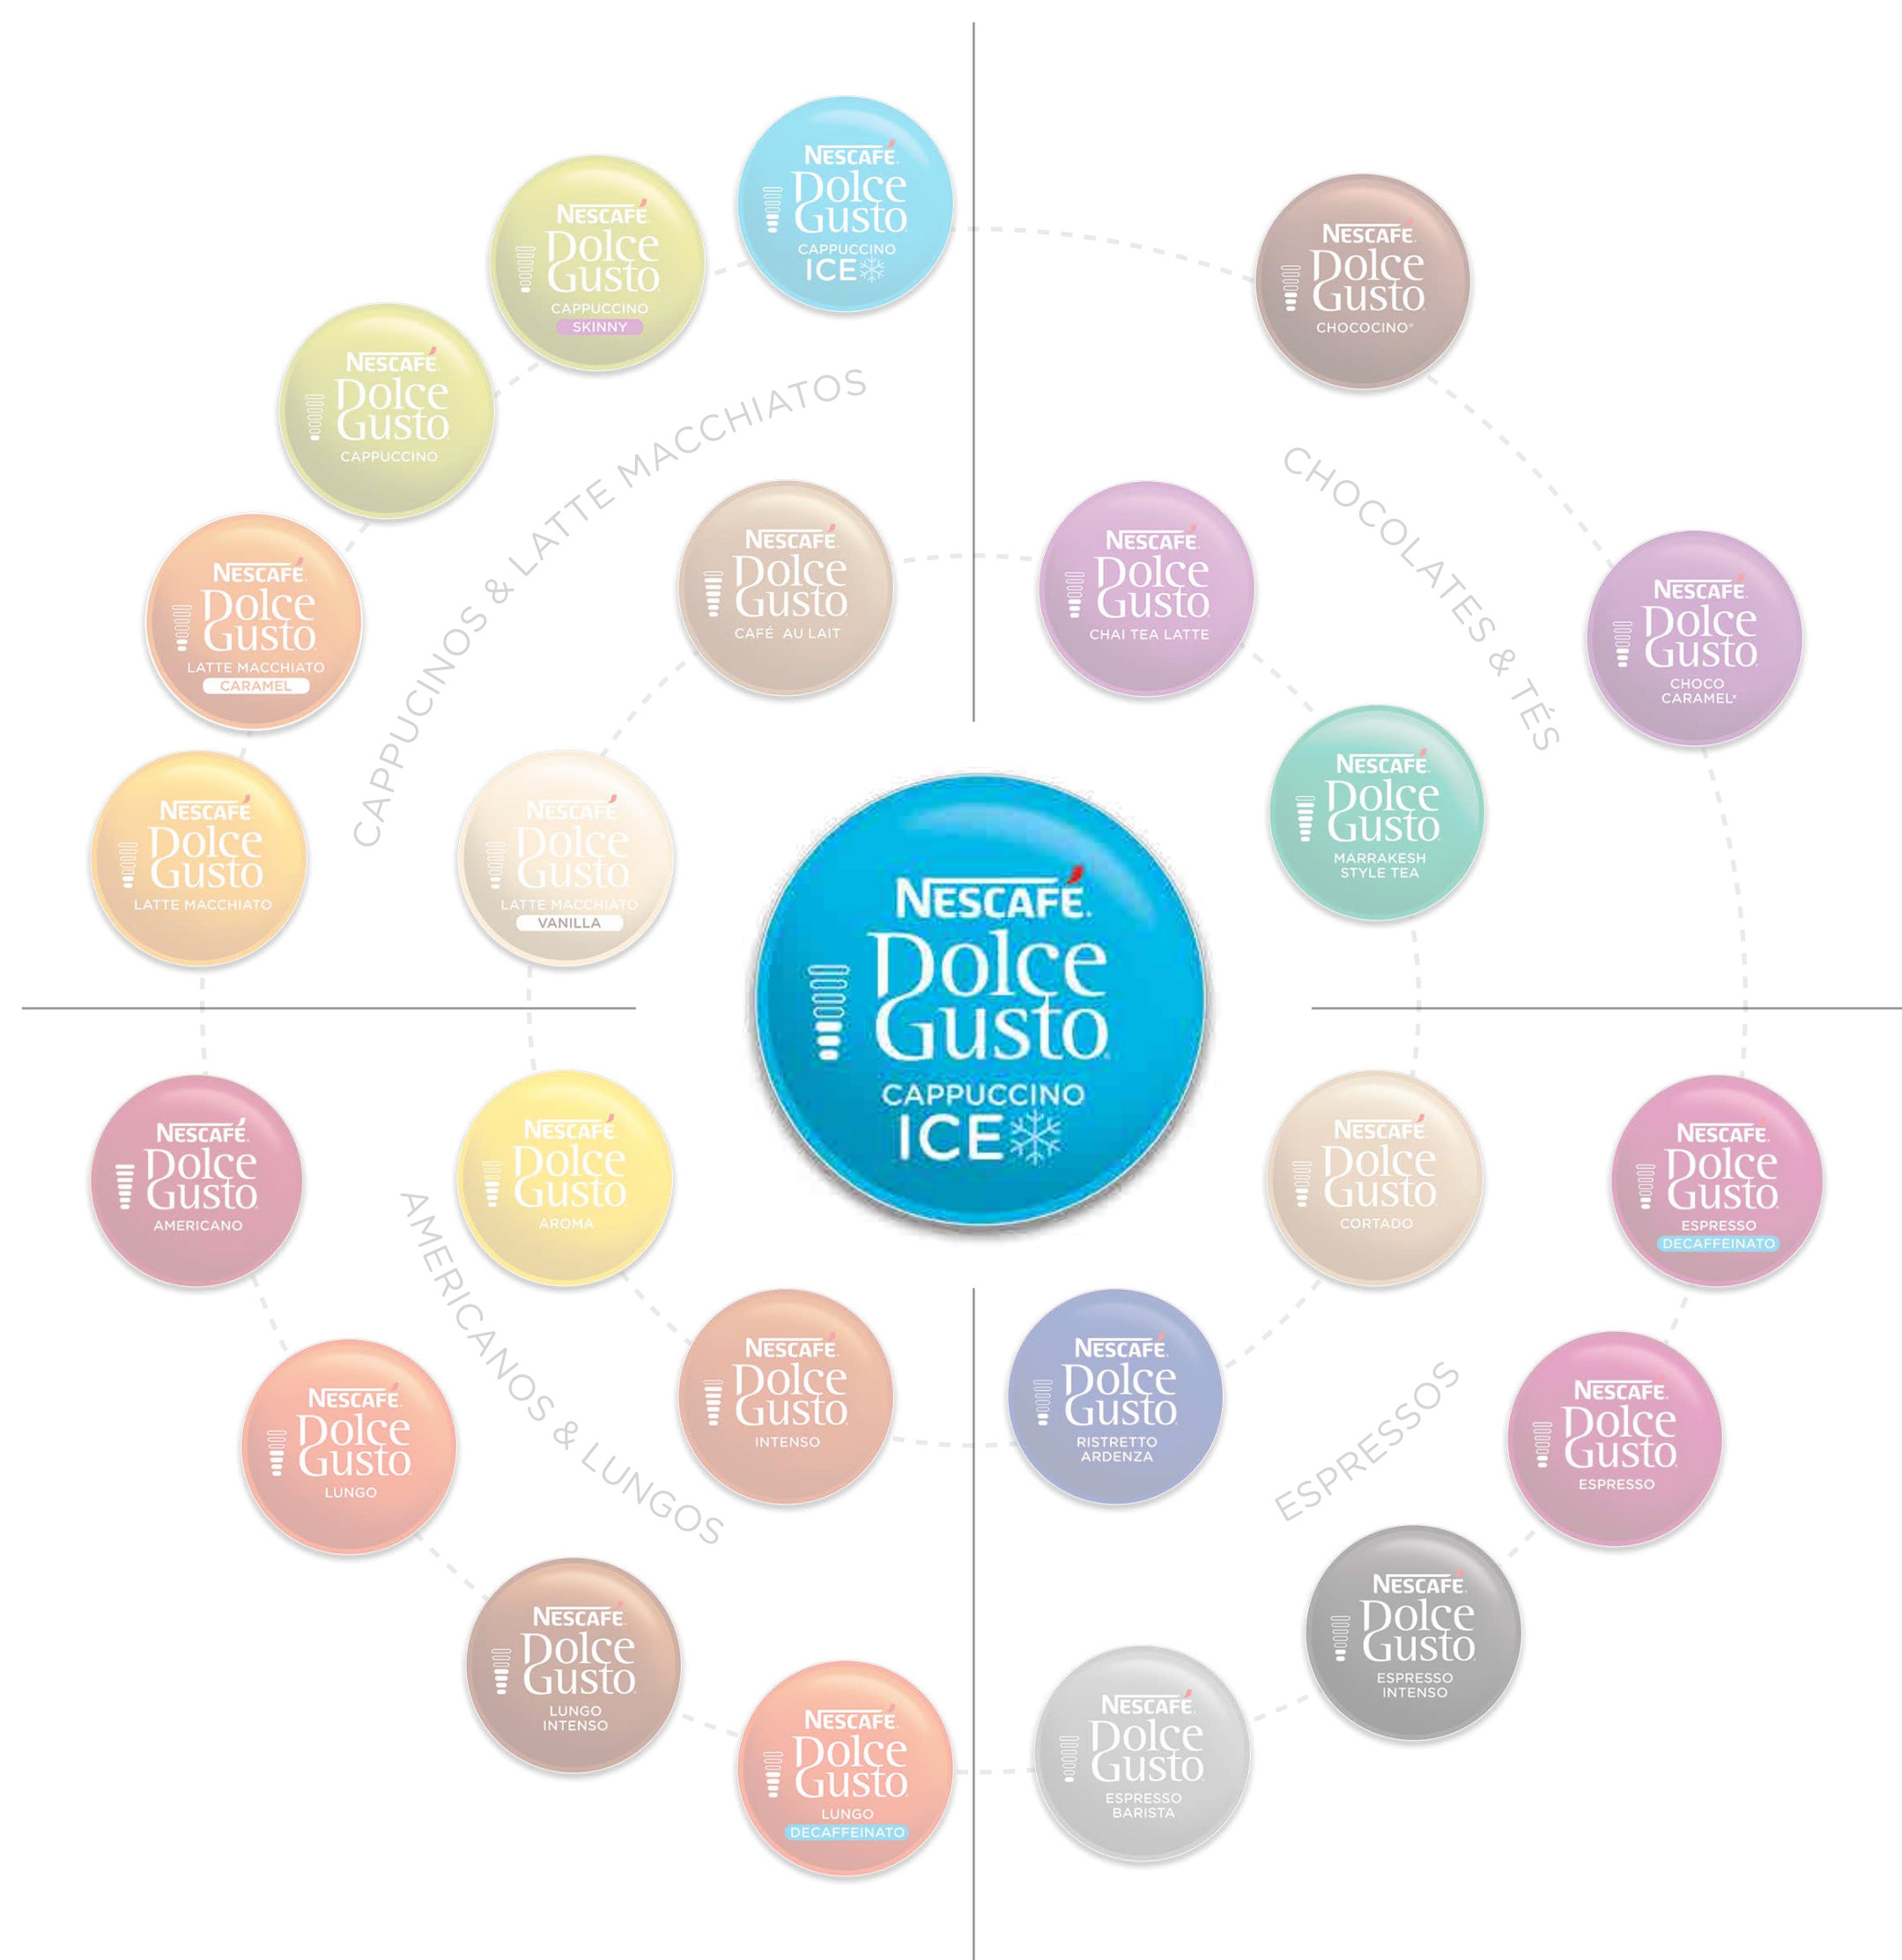 NESCAFÉ
Dolce
Gusto
CAPPUCCINO
ICE
NESCAFÉ
Dolce
Gusto
CAPPUCCINO
SKINNY
NESCAFÉ
Dolce
Gusto
CAPPUCCINO
NESCAFÉ
Dolce
Gusto
LATTE MACCHIATO
CARAMEL
NESCAFÉ
Dolce
Gusto
LATTE MACCHIATO
CAPPUCINOS & LATTE MACCHIATOS
NESCAFÉ
Dolce
Gusto
CAFÉ AU LAIT
NESCAFÉ
Dolce
Gusto
LATTE MACCHIATO
VANILLA
NESCAFÉ
Dolce
Gusto
CHOCOCINO®
NESCAFÉ
Dolce
Gusto
CHOCO
CARAMEL*
CHOCOLATES & TÉS
NESCAFÉ
Dolce
Gusto
CHAI TEA LATTE
NESCAFÉ
Dolce
Gusto
MARRAKESH
STYLE TEA
NESCAFÉ.
Dolce
Gusto
CAPPUCCINO
ICE
NESCAFÉ
Dolce
Gusto
AMERICANO
NESCAFÉ
Dolce
Gusto
AROMA
NESCAFÉ
Dolce
Gusto
INTENSO
AMERICANOS & LUNGOS
NESCAFÉ
Dolce
Gusto
LUNGO
NESCAFÉ
Dolce
Gusto
LUNGO
INTENSO
NESCAFÉ
Dolce
Gusto
LUNGO
DECAFFEINATO
NESCAFÉ
Dolce
Gusto
CORTADO
NESCAFÉ
Dolce
Gusto
ESPRESSO
DECAFFEINATO
NESCAFÉ
Dolce
Gusto
RISTRETTO
ARDENZA
ESPRESSOS
NESCAFÉ
Dolce
Gusto
ESPRESSO
NESCAFÉ
Dolce
Gusto
ESPRESSO
INTENSO
NESCAFÉ
Dolce
Gusto
ESPRESSO
BARISTA